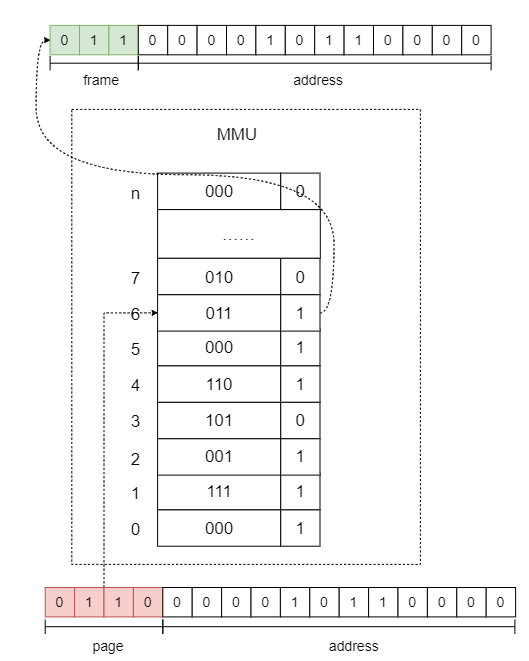 0 1 1 0 0 0 0 1 0 1 1 0 0 0 0
frame address
MMU
n 000 0
......
7 010 0
6 011 1
5 000 1
4 110 1
3 101 0
2 001 1
1 111 1
0 000 1
0 1 1 0 0 0 0 0 1 0 1 1 0 0 0 0
page address